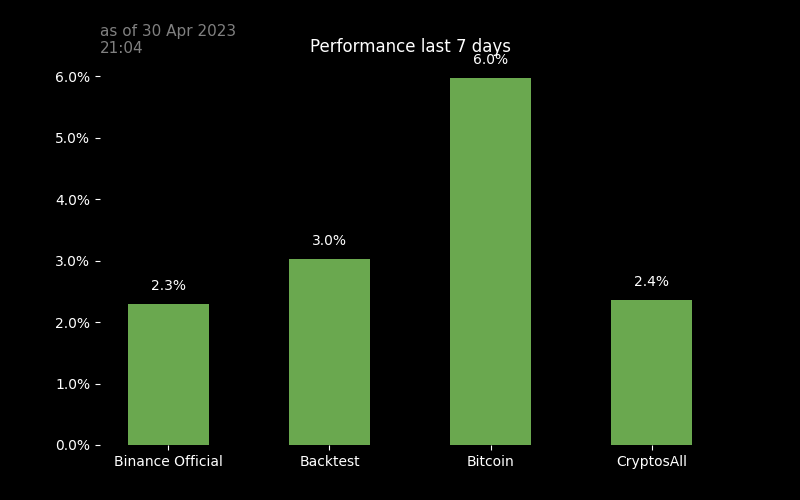 as of 30 Apr 2023
21:04
Performance last 7 days
6.0%
6.0%
5.0%
4.0%
3.0%
3.0%
2.3%
2.4%
2.0%
1.0%
0.0%
Binance Official
Backtest
Bitcoin
CryptosAll